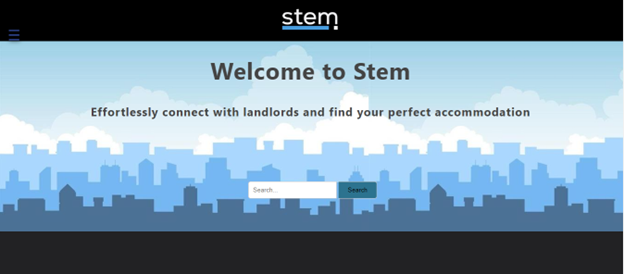 stem
Welcome to Stem
Effortlessly connect with landlords and find your perfect accommodation
Search... Search